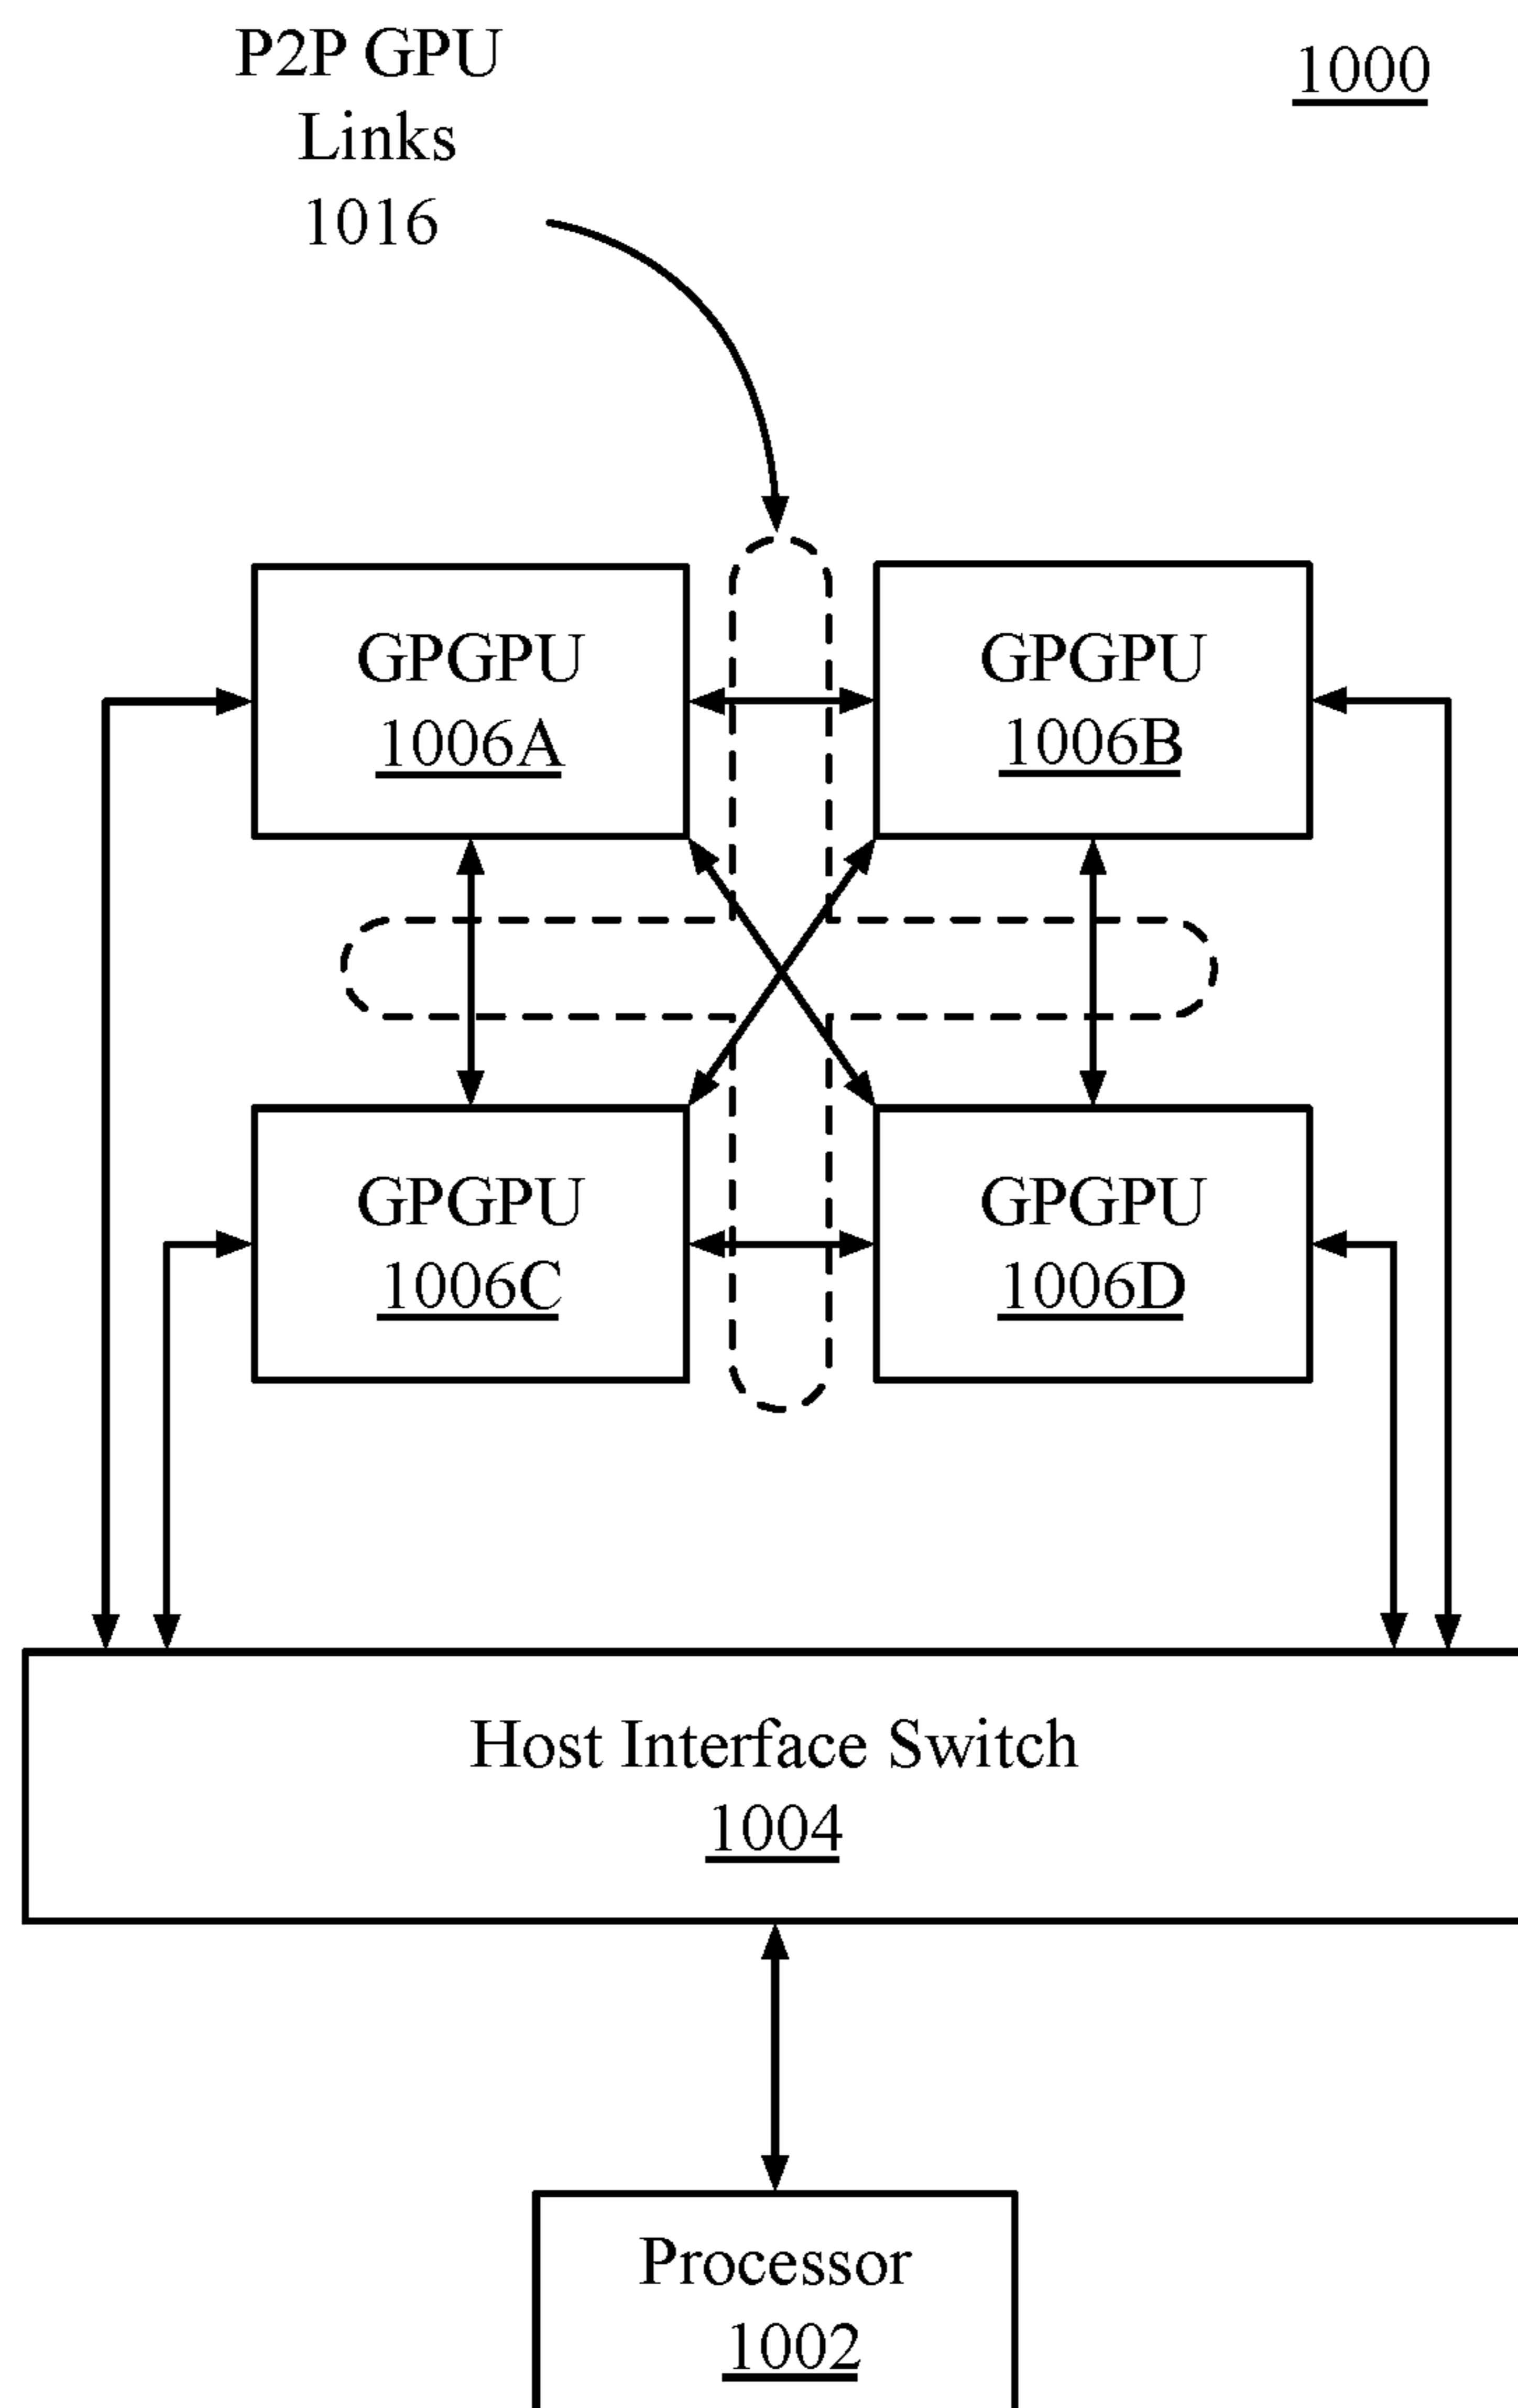 P2P GPU
Links
1016
1000
GPGPU
1006A
GPGPU
1006B
GPGPU
1006C
GPGPU
1006D
Host Interface Switch
1004
Processor
1002